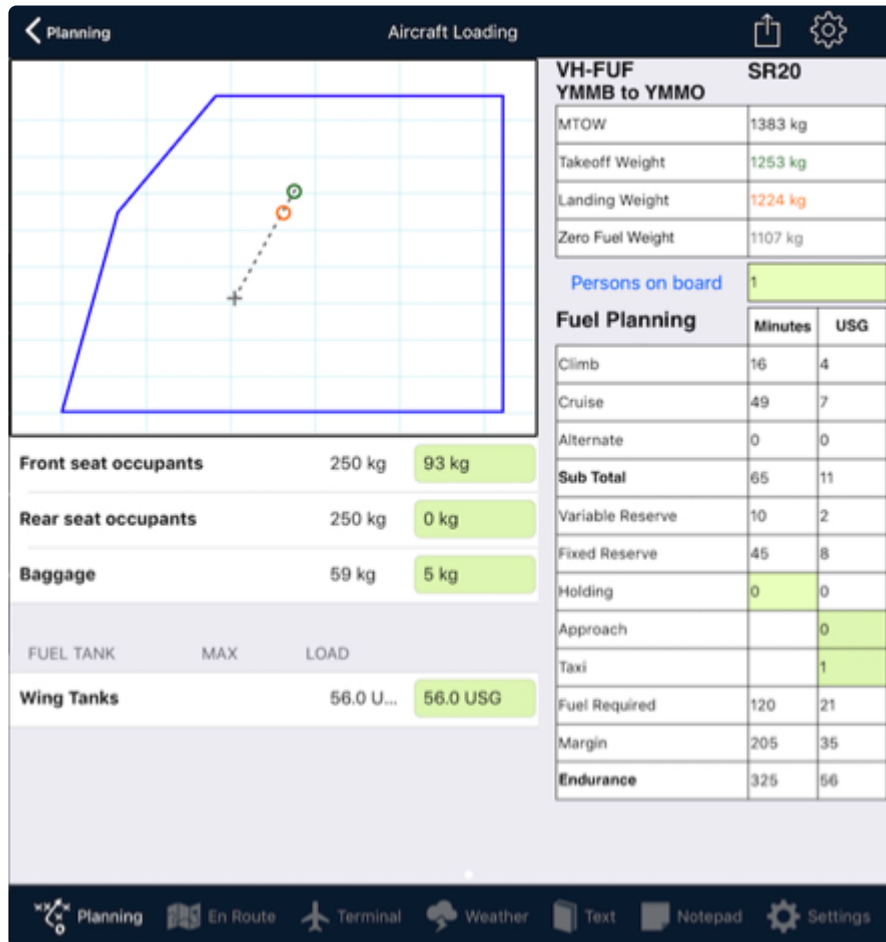 Planning
Aircraft Loading
VH-FUF SR20
YMMB to YMMO
MTOW 1383 kg
Takeoff Weight 1253 kg
Landing Weight 1224 kg
Zero Fuel Weight 1107 kg
Persons on board 1
Fuel Planning Minutes USG
Climb 16 4
Cruise 49 7
Alternate 0 0
Sub Total 65 11
Variable Reserve 10 2
Fixed Reserve 45 8
Holding 0 0
Approach 0
Taxi 1
Fuel Required 120 21
Margin 205 35
Endurance 325 56
Front seat occupants 250 kg 93 kg
Rear seat occupants 250 kg 0 kg
Baggage 59 kg 5 kg
FUEL TANK MAX LOAD
Wing Tanks 56.0 U... 56.0 USG
Planning En Route Terminal Weather Text Notepad Settings